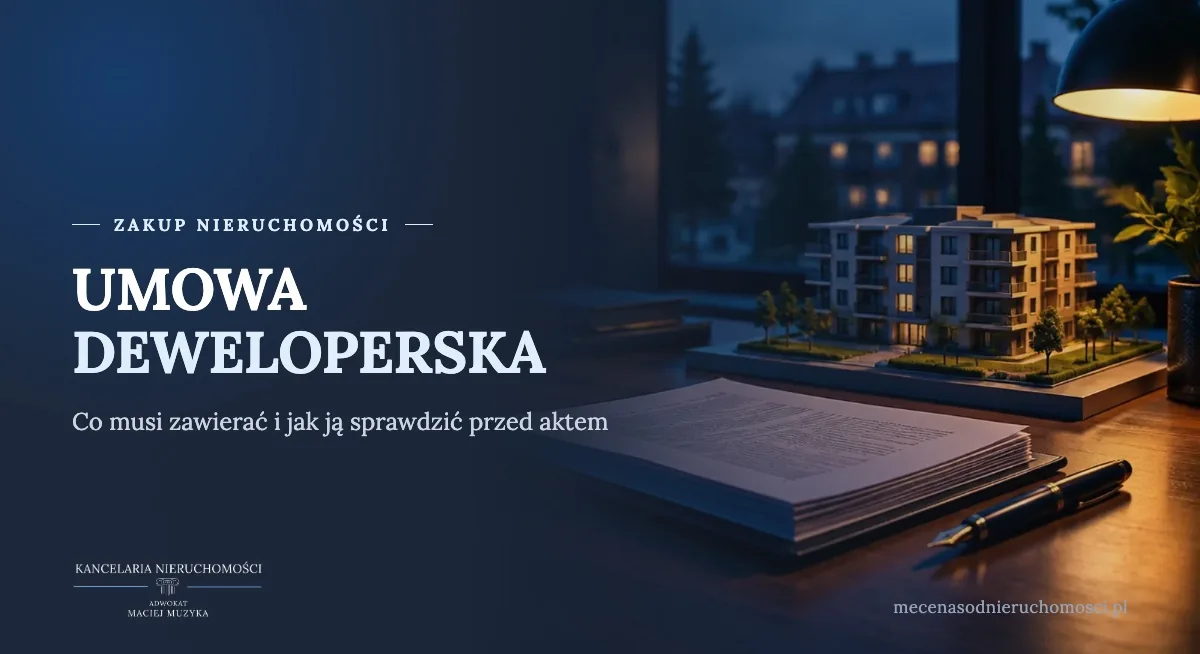 ZAKUP NIERUCHOMOŚCI
UMOWA
DEWELOPERSKA
Co musi zawierać i jak ją sprawdzić przed aktem
KANCELARIA NIERUCHOMOŚCI
ADWOKAT
MACIEJ MUZYKA
mecenasodnieruchomosci.pl